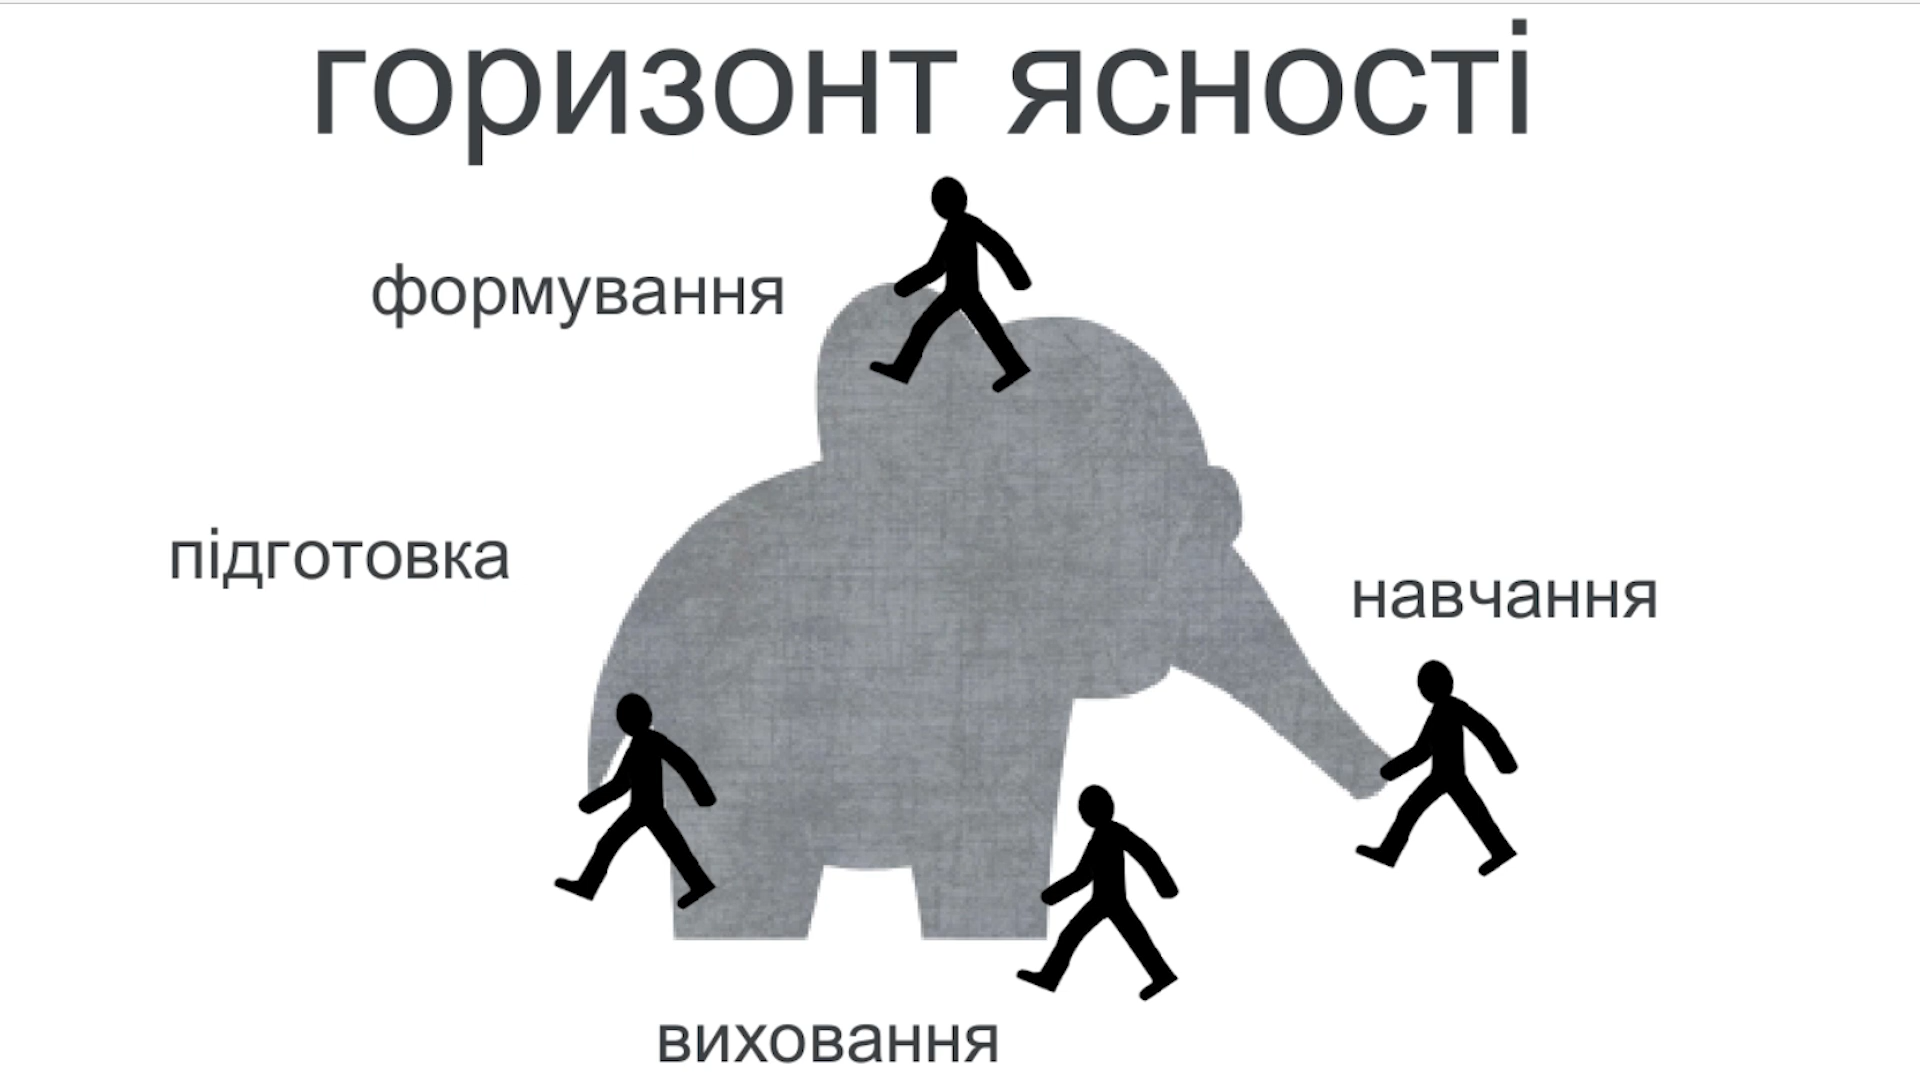 горизонт ясності
формування
підготовка
навчання
виховання